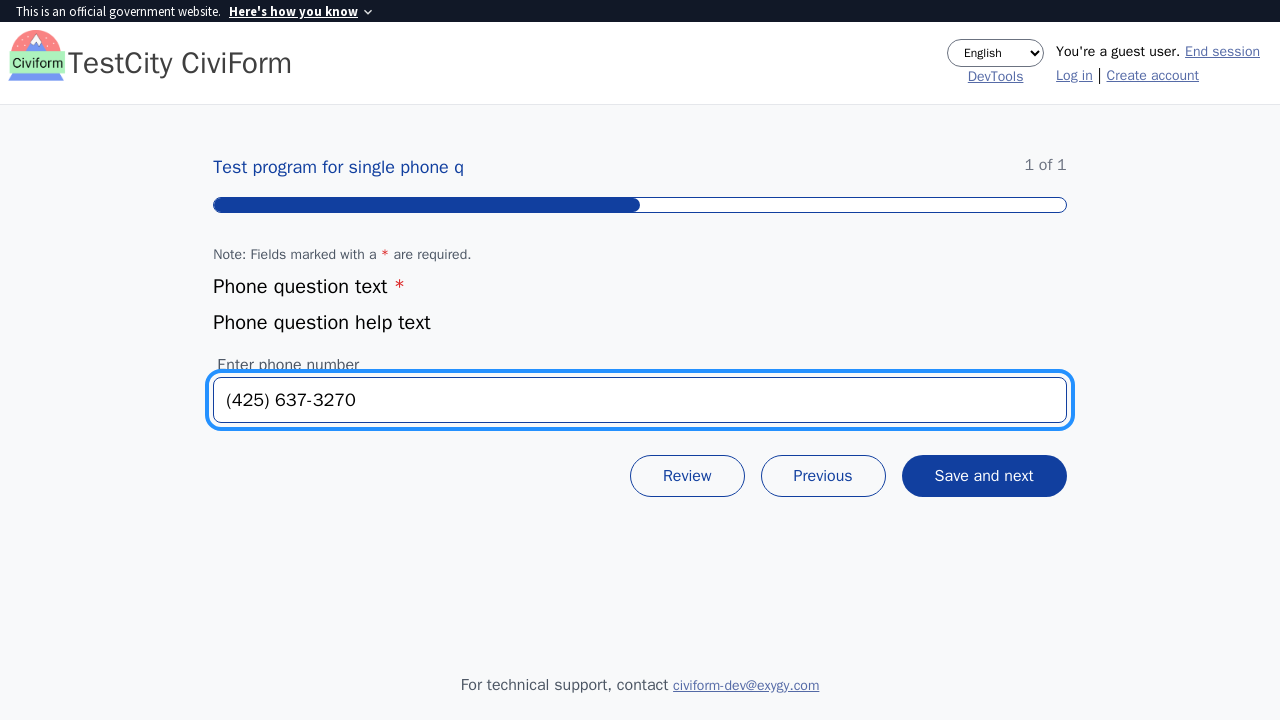 This is an official government website. Here's how you know
Civiform
TestCity CiviForm
English
DevTools
You're a guest user. End session
Log in | Create account
Test program for single phone q
1 of 1
Note: Fields marked with a * are required.
Phone question text *
Phone question help text
Enter phone number
(425) 637-3270
Review
Previous
Save and next
For technical support, contact civiform-dev@exygy.com